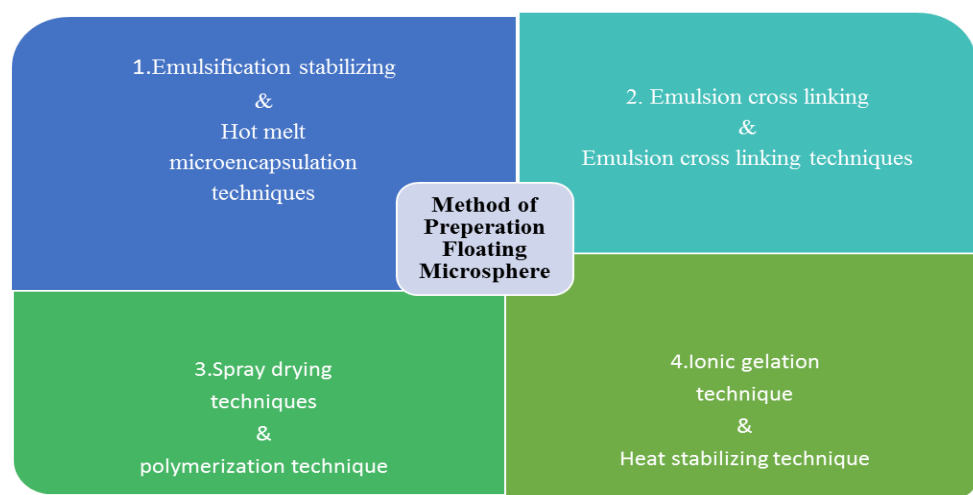 1.Emulsification stabilizing
&
Hot melt
microencapsulation
techniques
2. Emulsion cross linking
&
Emulsion cross linking techniques
Method of
Preperation
Floating
Microsphere
3.Spray drying
techniques
&
polymerization technique
4.Ionic gelation
technique
&
Heat stabilizing technique